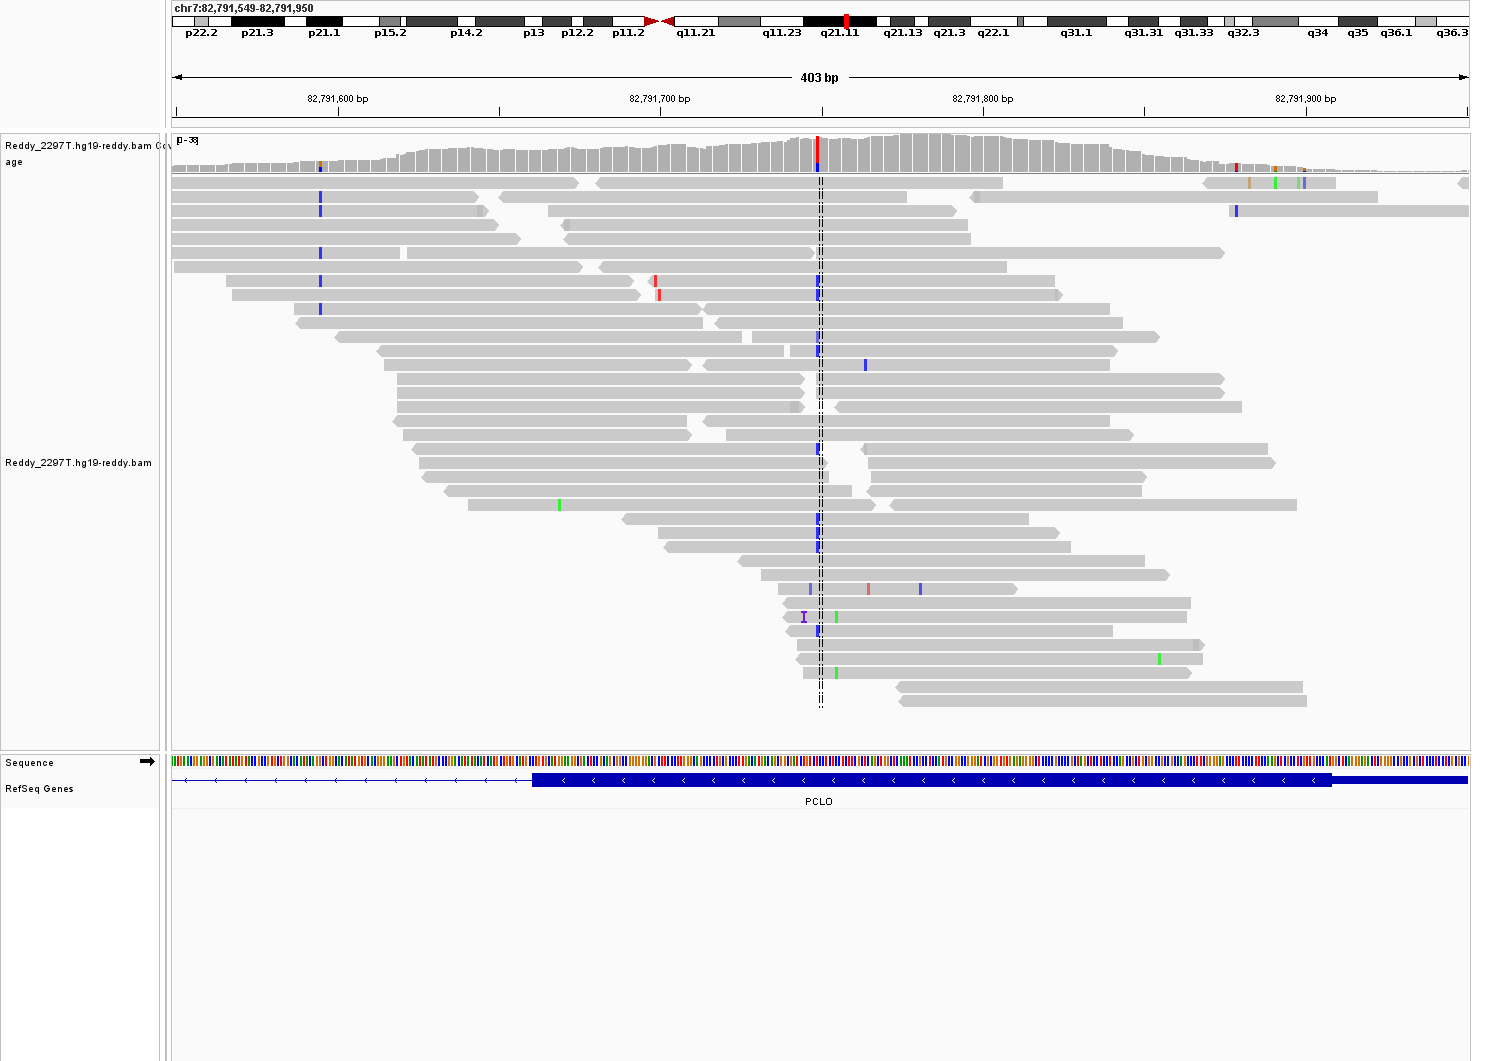 chr7:82,791,549-82,791,950
p22.2 p21.3 p21.1 p15.2 p14.2 p13 p12.2 p11.2 q11.21 q11.23 q21.11 q21.13 q21.3 q22.1 q31.1 q31.31 q31.33 q32.3 q34 q35 q36.1 q36.3
403 bp
82,791,600 bp 82,791,700 bp 82,791,800 bp 82,791,900 bp
Reddy_2297T.hg19-reddy.bam Cov
age
[0-38]
Reddy_2297T.hg19-reddy.bam
Sequence
RefSeq Genes
PCLO